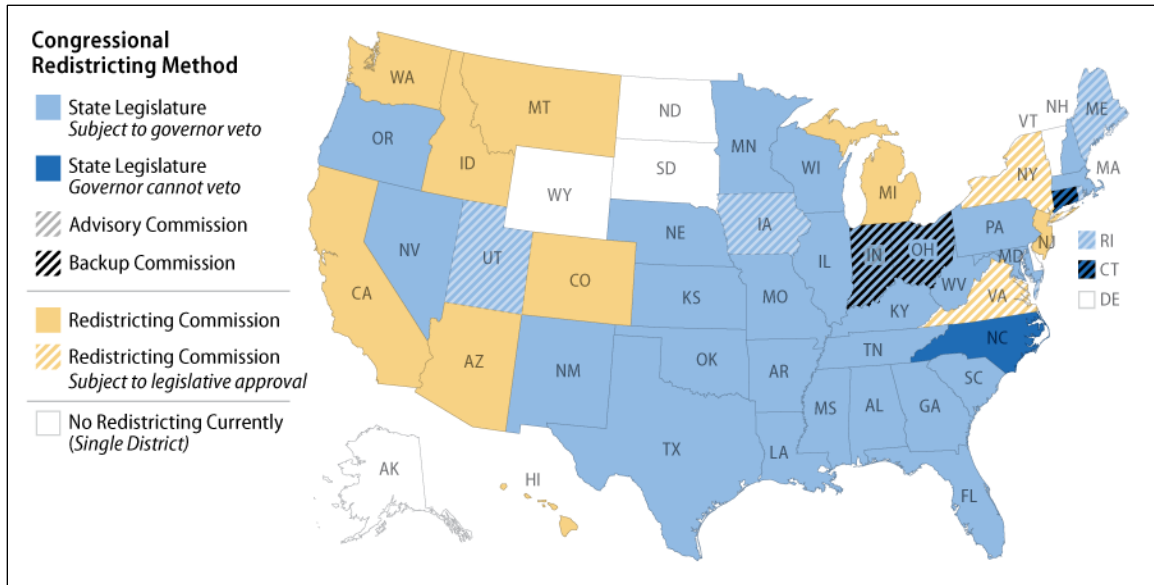 Congressional
Redistricting Method
State Legislature
Subject to governor veto
State Legislature
Governor cannot veto
Advisory Commission
Backup Commission
Redistricting Commission
Redistricting Commission
Subject to legislative approval
No Redistricting Currently
(Single District)
WA
MT
ND
OR
ID
WY
SD
MN
WI
MI
NH
VT
ME
NY
MA
NV
UT
CO
NE
IA
IL
IN
OH
PA
NJ
RI
CT
DE
CA
KS
MO
KY
WV
MD
VA
AZ
NM
OK
AR
TN
NC
SC
TX
LA
MS
AL
GA
FL
AK
HI